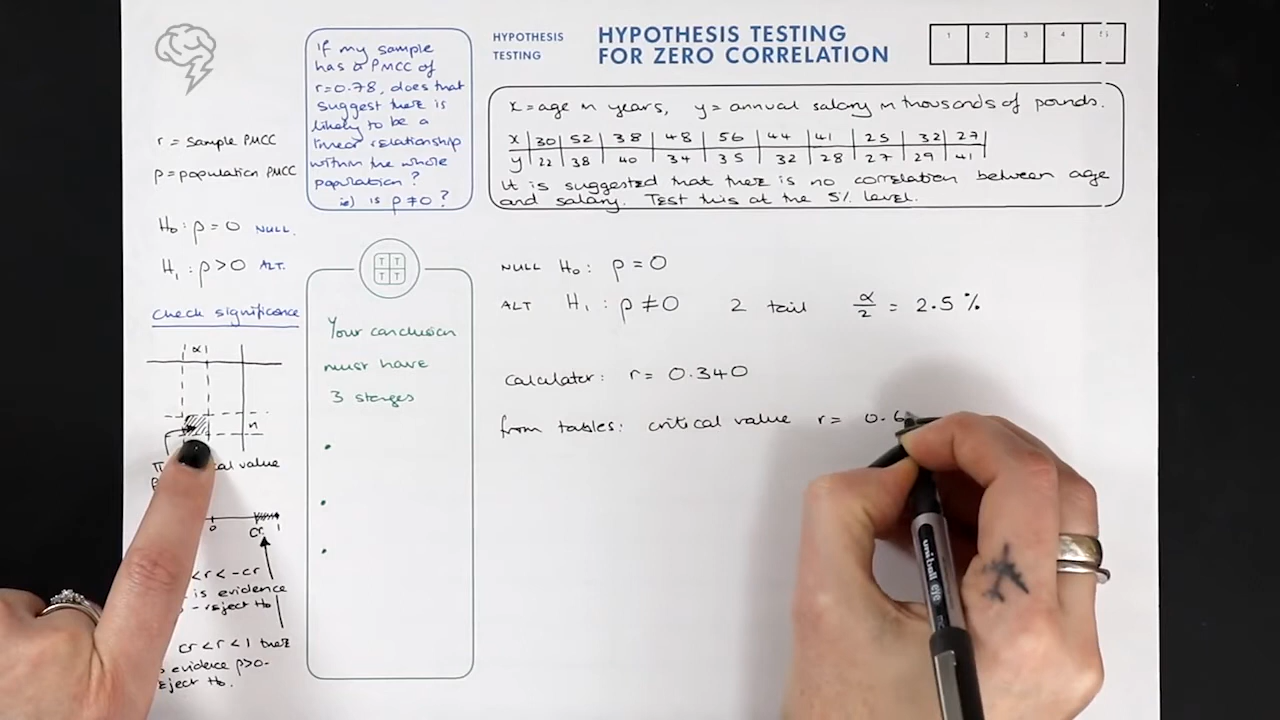 HYPOTHESIS
TESTING
HYPOTHESIS TESTING
FOR ZERO CORRELATION
1 2 3 4 5
r = sample PMCC
ρ = population PMCC
H₀ : ρ = 0 NULL.
H₁ : ρ > 0 ALT.
Check significance
α
n
critical value
0 1
cr
< r < -cr
is evidence
- reject H₀
cr < r < 1 there
evidence ρ>0-
reject H₀.
If my sample
has a PMCC of
r=0.78, does that
suggest there is
likely to be a
linear relationship
within the whole
population?
ie) is ρ ≠ 0 ?
T T
T T
Your conclusion
must have
3 stages
x = age in years, y = annual salary in thousands of pounds.
x 30 52 38 48 56 44 41 25 32 27
y 22 38 40 34 35 32 28 27 29 41
It is suggested that there is no correlation between age
and salary. Test this at the 5% level.
NULL H₀ : ρ = 0
ALT H₁ : ρ ≠ 0 2 tail α/2 = 2.5 %
calculator: r = 0.340
from tables: critical value r = 0.6
uniball eye